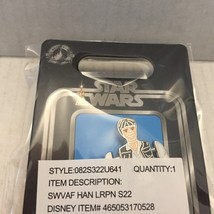 STAR
WARS
STYLE:082S322U641 QUANTITY:1
ITEM DESCRIPTION:
SWVAF HAN LRPN S22
DISNEY ITEM# 465053170528